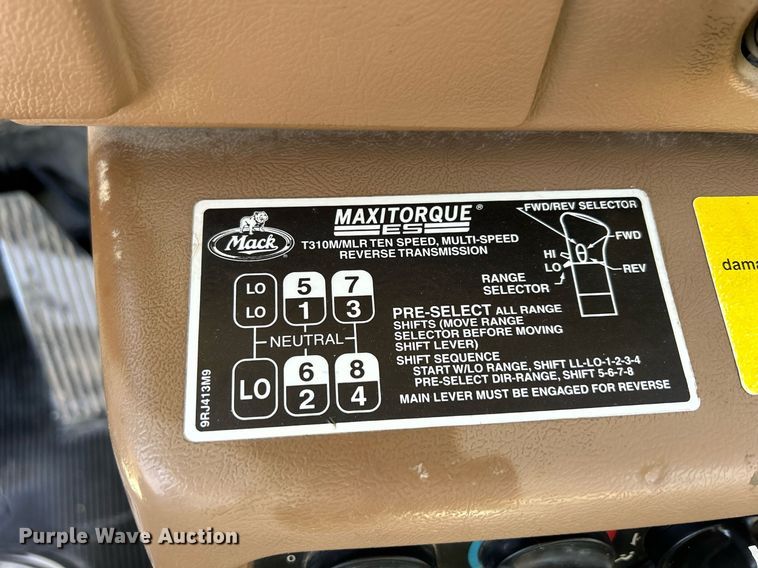 Mack
MAXITORQUE®
ES
T310M/MLR TEN SPEED, MULTI-SPEED
REVERSE TRANSMISSION
FWD/REV SELECTOR
FWD
HI
LO
REV
RANGE
SELECTOR
LO 5 7
LO 1 3
NEUTRAL
LO 6 8
2 4
PRE-SELECT ALL RANGE
SHIFTS (MOVE RANGE
SELECTOR BEFORE MOVING
SHIFT LEVER)
SHIFT SEQUENCE
START W/LO RANGE, SHIFT LL-LO-1-2-3-4
PRE-SELECT DIR-RANGE, SHIFT 5-6-7-8
MAIN LEVER MUST BE ENGAGED FOR REVERSE
9RJ413M9
dama
0
Purple Wave Auction